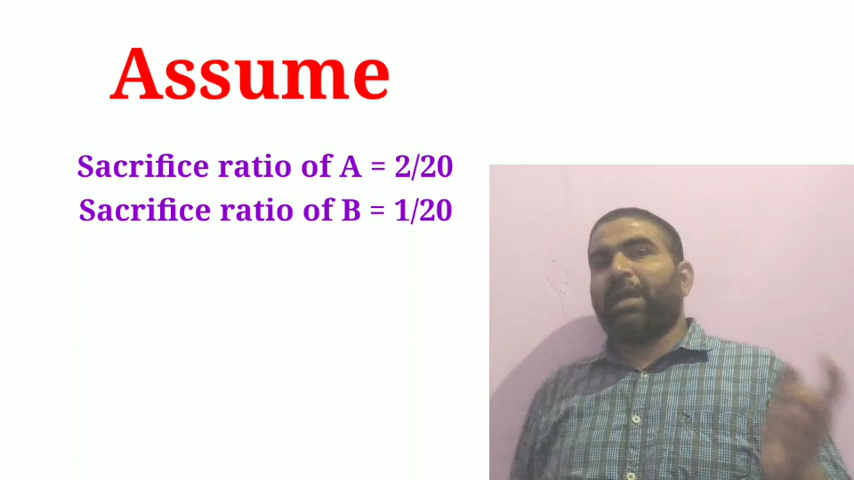 Assume
Sacrifice ratio of A = 2/20
Sacrifice ratio of B = 1/20